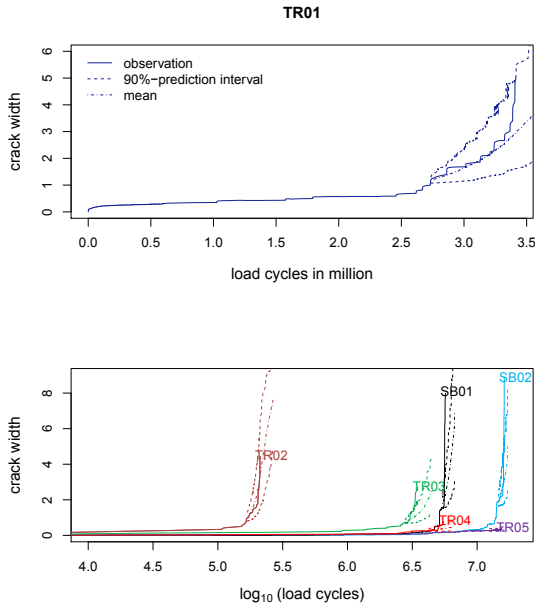 TR01
observation
90%−prediction interval
mean
crack width
0
1
2
3
4
5
6
0.0 0.5 1.0 1.5 2.0 2.5 3.0 3.5
load cycles in million
SB02
SB01
TR02
TR03
TR04
TR05
crack width
0
2
4
6
8
4.0 4.5 5.0 5.5 6.0 6.5 7.0
log₁₀ (load cycles)